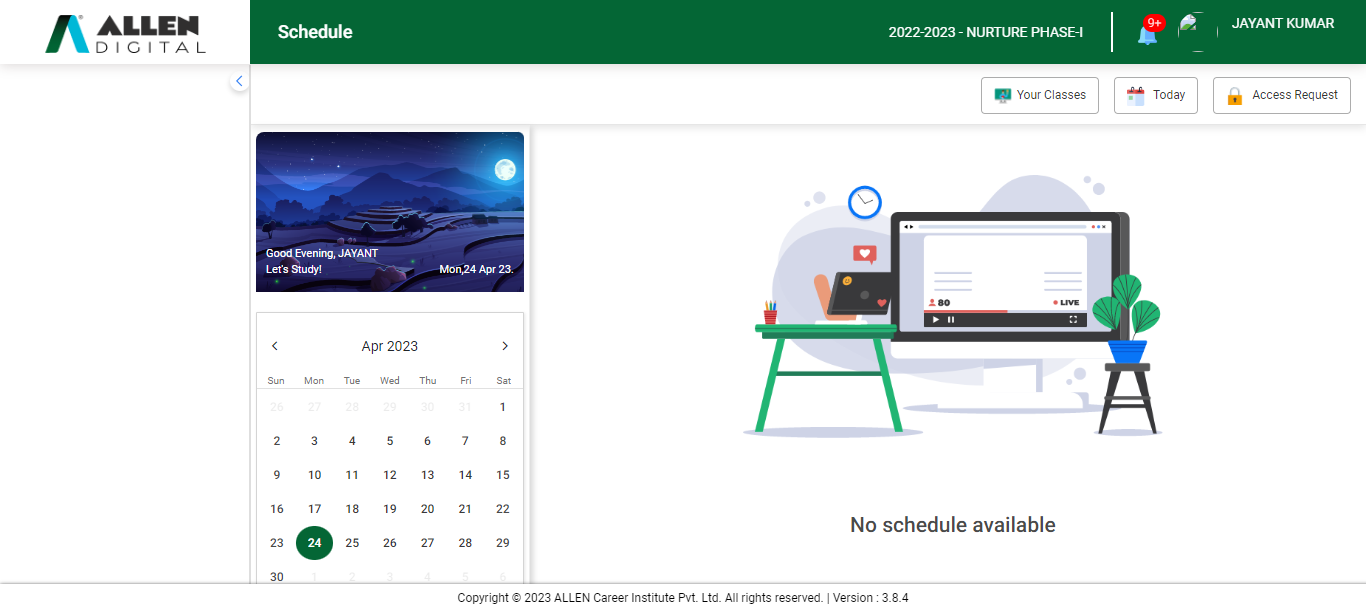 ALLEN
DIGITAL
Schedule
2022-2023 - NURTURE PHASE-I
9+
JAYANT KUMAR
Your Classes
Today
Access Request
Good Evening, JAYANT
Let's Study!
Mon,24 Apr 23.
Apr 2023
Sun Mon Tue Wed Thu Fri Sat
26 27 28 29 30 31 1
2 3 4 5 6 7 8
9 10 11 12 13 14 15
16 17 18 19 20 21 22
23 24 25 26 27 28 29
30 1 2 3 4 5 6
80
LIVE
No schedule available
Copyright © 2023 ALLEN Career Institute Pvt. Ltd. All rights reserved. | Version : 3.8.4